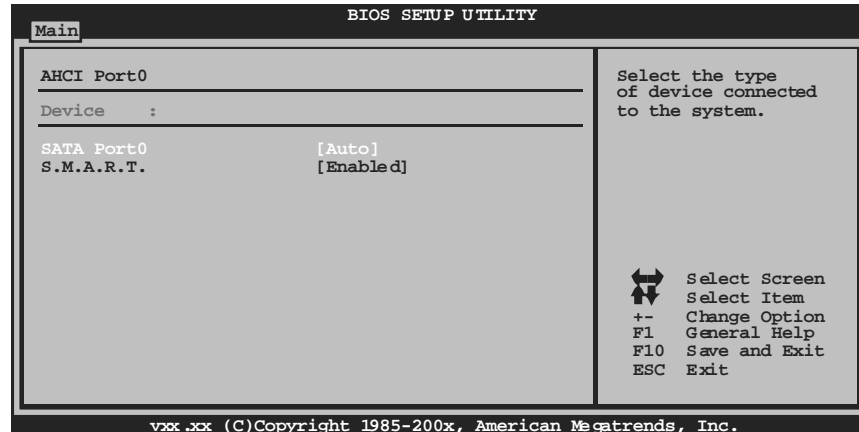 BIOS SETUP UTILITY
Main
AHCI Port0
Device :
SATA Port0 [Auto]
S.M.A.R.T. [Enabled]
Select the type
of device connected
to the system.
Select Screen
Select Item
+- Change Option
F1 General Help
F10 Save and Exit
ESC Exit
vxx.xx (C)Copyright 1985-200x, American Megatrends, Inc.